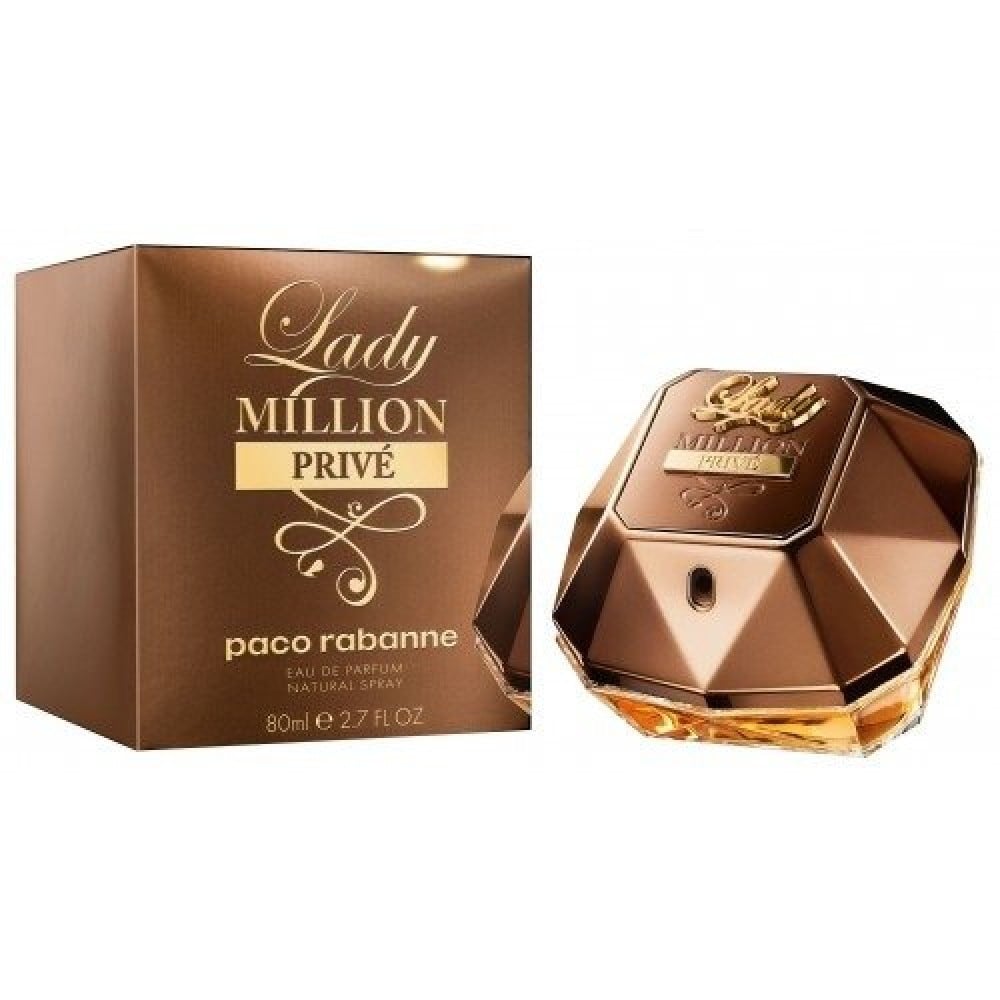 Lady
MILLION
PRIVÉ
paco rabanne
EAU DE PARFUM
NATURAL SPRAY
80ml e 2.7 FL OZ
Lady
MILLION
PRIVÉ